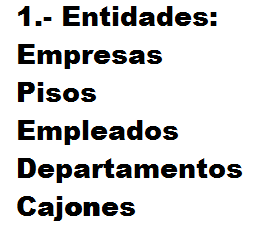 1.- Entidades:
Empresas
Pisos
Empleados
Departamentos
Cajones